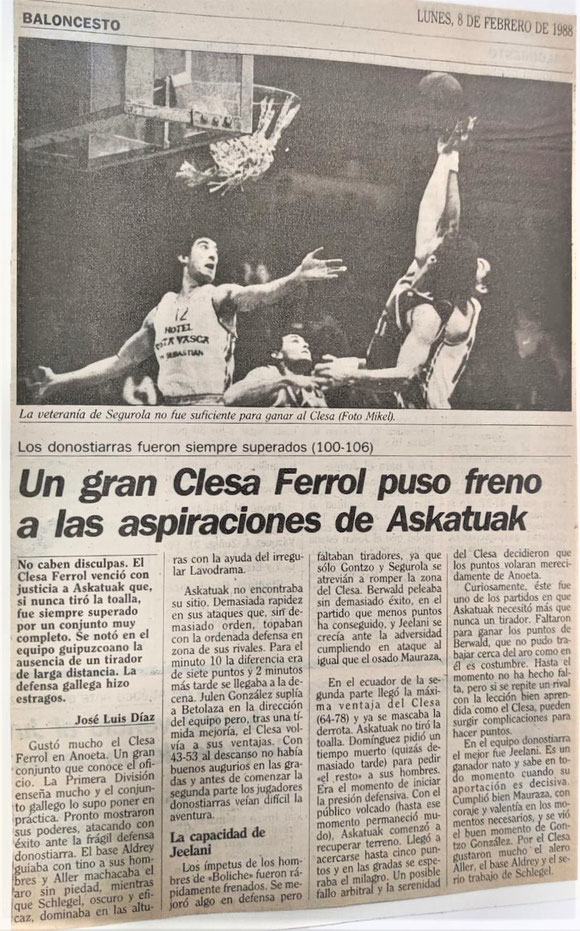 BALONCESTO
LUNES, 8 DE FEBRERO DE 1988
12
HOTEL
COSTA VASCA
SEBASTIAN
La veteranía de Segurola no fue suficiente para ganar al Clesa (Foto Mikel).
Los donostiarras fueron siempre superados (100-106)
Un gran Clesa Ferrol puso freno
a las aspiraciones de Askatuak
No caben disculpas. El
Clesa Ferrol venció con
justicia a Askatuak que,
si nunca tiró la toalla,
fue siempre superado
por un conjunto muy
completo. Se notó en el
equipo guipuzcoano la
ausencia de un tirador
de larga distancia. La
defensa gallega hizo
estragos.
José Luis Díaz
Gustó mucho el Clesa
Ferrol en Anoeta. Un gran
conjunto que conoce el ofi-
cio. La Primera División
enseña mucho y el conjun-
to gallego lo supo poner en
práctica. Pronto mostraron
sus poderes, atacando con
éxito ante la frágil defensa
donostiarra. El base Aldrey
guiaba con tino a sus hom-
bres y Aller machacaba el
aro sin piedad, mientras
que Schlegel, oscuro y efi-
caz, dominaba en las altu-
ras con la ayuda del irregu-
lar Lavodrama.
Askatuak no encontraba
su sitio. Demasiada rapidez
en sus ataques que, sin de-
masiado orden, topaban
con la ordenada defensa en
zona de sus rivales. Para el
minuto 10 la diferencia era
de siete puntos y 2 minutos
más tarde se llegaba a la de-
cena. Julen González suplía
a Betolaza en la dirección
del equipo pero, tras una tí-
mida mejoría, el Clesa vol-
vía a sus ventajas. Con
43-53 al descanso no había
buenos augurios en las gra-
das y antes de comenzar la
segunda parte los jugadores
donostiarras veían difícil la
aventura.
La capacidad de
Jeelani
Los ímpetus de los hom-
bres de «Boliche» fueron rá-
pidamente frenados. Se me-
joró algo en defensa pero
faltaban tiradores, ya que
sólo Gontzo y Segurola se
atrevían a romper la zona
del Clesa. Berwald peleaba
sin demasiado éxito, en el
partido que menos puntos
ha conseguido, y Jeelani se
crecía ante la adversidad
cumpliendo en ataque al
igual que el osado Mauraza.
En el ecuador de la se-
gunda parte llegó la máxi-
ma ventaja del Clesa
(64-78) y ya se mascaba la
derrota. Askatuak no tiró la
toalla. Domínguez pidió un
tiempo muerto (quizás de-
masiado tarde) para pedir
«el resto» a sus hombres.
Era el momento de iniciar
la presión defensiva. Con el
público volcado (hasta ese
momento permaneció mu-
do), Askatuak comenzó a
recuperar terreno. Llegó a
acercarse hasta cinco pun-
tos y en las gradas se espe-
raba el milagro. Un posible
fallo arbitral y la serenidad
del Clesa decidieron que
los puntos volaran mereci-
damente de Anoeta.
Curiosamente, éste fue
uno de los partidos en que
Askatuak necesitó más que
nunca un tirador. Faltaron
para ganar los puntos de
Berwald, que no pudo tra-
bajar cerca del aro como en
él es costumbre. Hasta el
momento no ha hecho fal-
ta, pero si se repite un rival
con la lección bien apren-
dida como el Clesa, pueden
surgir complicaciones para
hacer puntos.
En el equipo donostiarra
el mejor fue Jeelani. Es un
ganador nato y sabe en to-
do momento cuando su
aportación es decisiva.
Cumplió bien Mauraza, con
coraje y valentía en los mo-
mentos necesarios, y se vió
el buen momento de Gon-
tzo González. Por el Clesa
gustaron mucho el alero
Aller, el base Aldrey y el se-
rio trabajo de Schlegel.